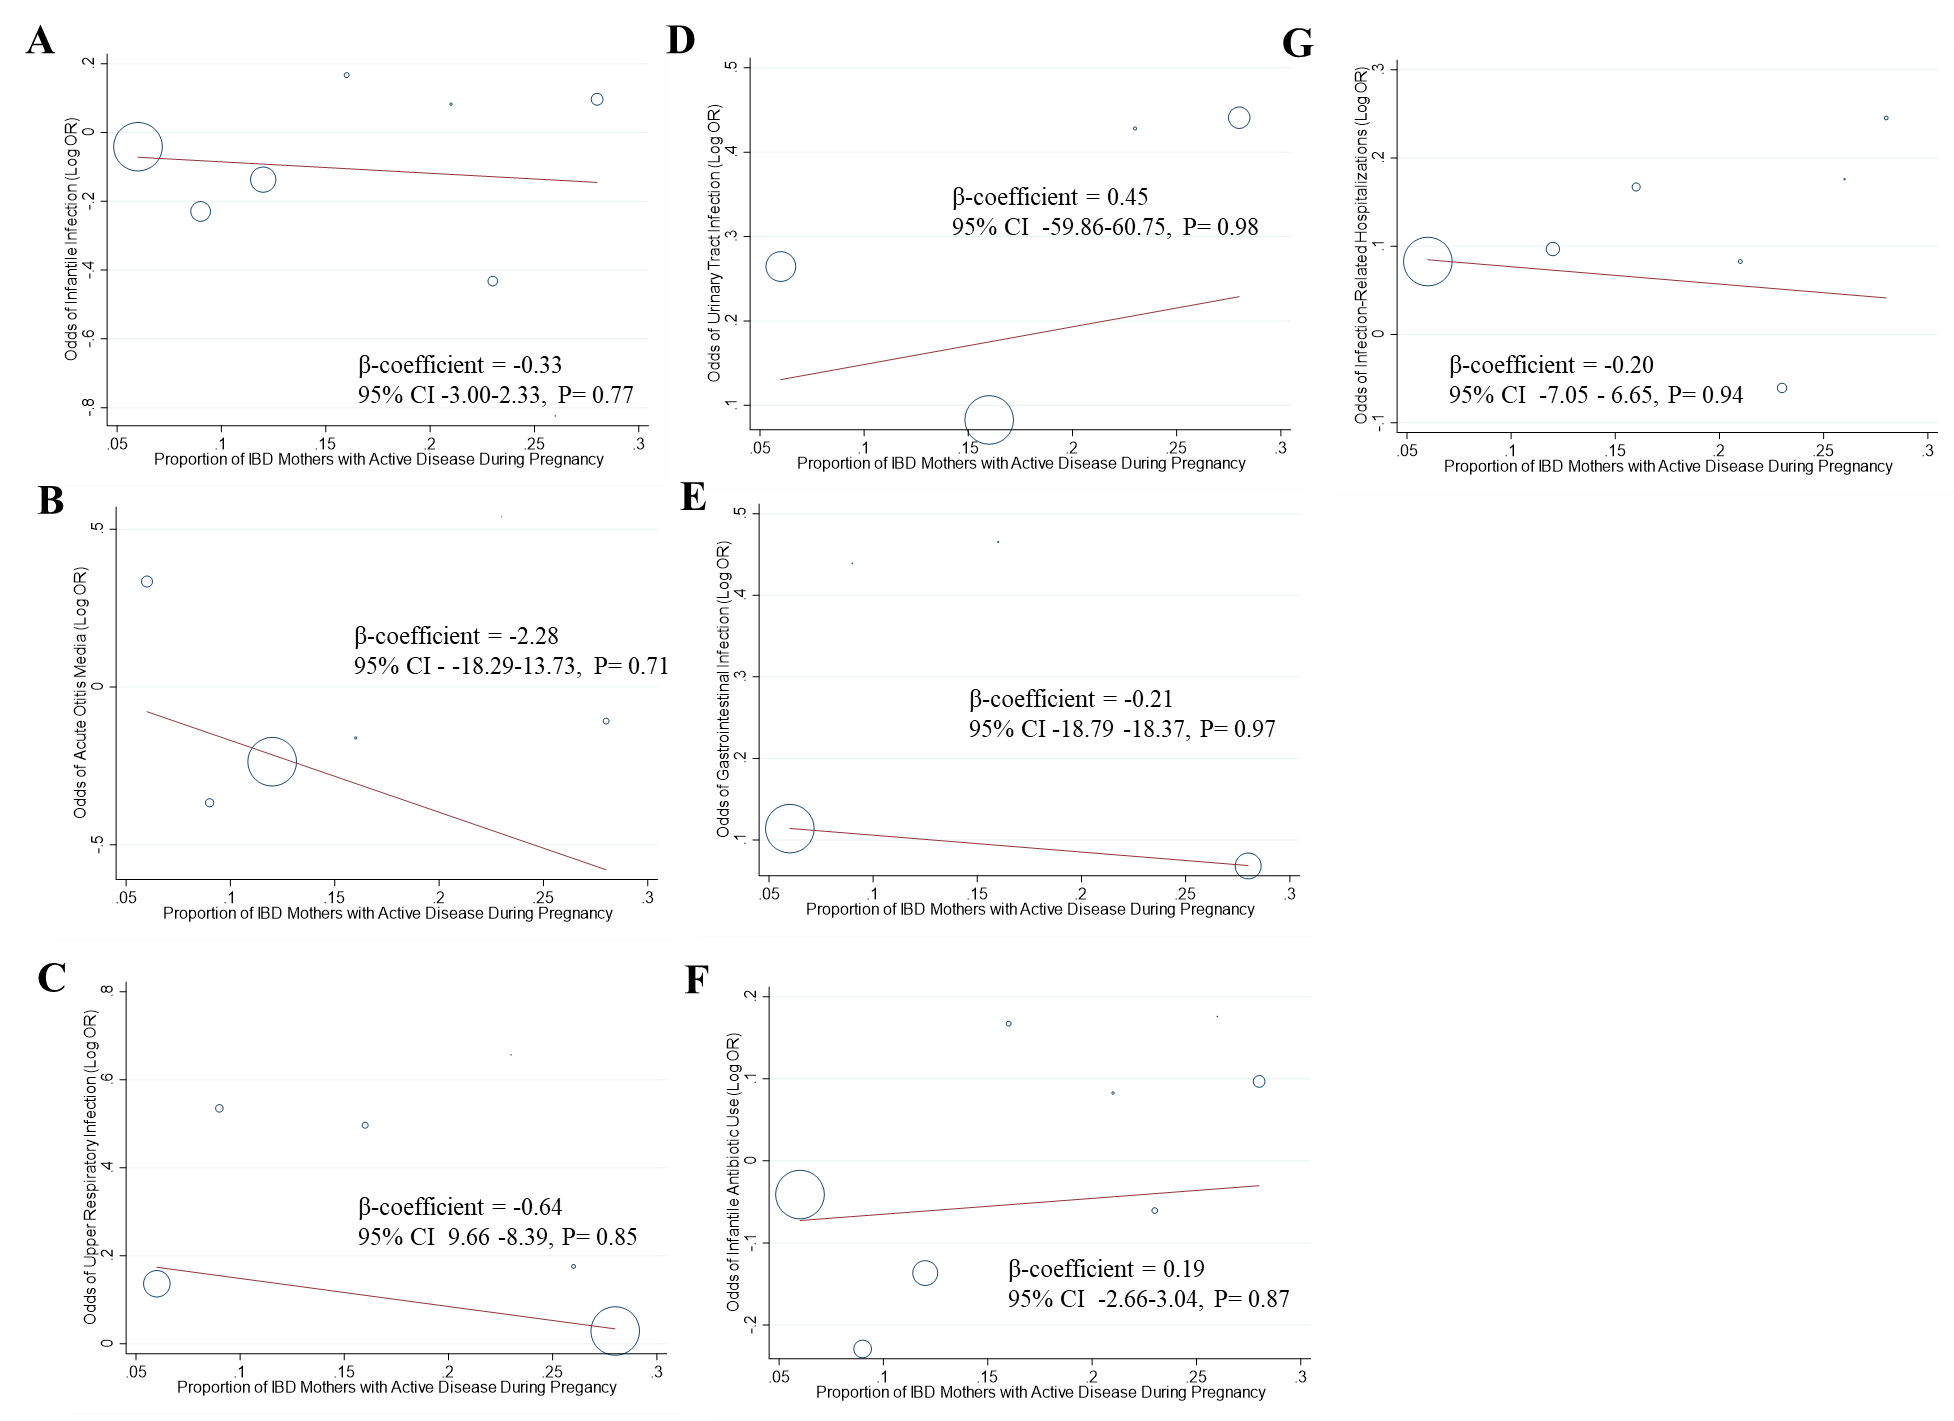 A
.2
0
-.2
-.4
-.6
-.8
Odds of Infantile Infection (Log OR)
β-coefficient = -0.33
95% CI -3.00-2.33, P= 0.77
.05 .1 .15 .2 .25 .3
Proportion of IBD Mothers with Active Disease During Pregnancy
B
.5
0
-.5
Odds of Acute Otitis Media (Log OR)
β-coefficient = -2.28
95% CI - -18.29-13.73, P= 0.71
.05 .1 .15 .2 .25 .3
Proportion of IBD Mothers with Active Disease During Pregnancy
C
.8
.6
.4
.2
0
Odds of Upper Respiratory Infection (Log OR)
β-coefficient = -0.64
95% CI 9.66 -8.39, P= 0.85
.05 .1 .15 .2 .25 .3
Proportion of IBD Mothers with Active Disease During Pregnancy
D
.5
.4
.3
.2
.1
Odds of Urinary Tract Infection (Log OR)
β-coefficient = 0.45
95% CI -59.86-60.75, P= 0.98
.05 .1 .15 .2 .25 .3
Proportion of IBD Mothers with Active Disease During Pregnancy
E
.5
.4
.3
.2
.1
Odds of Gastrointestinal Infection (Log OR)
β-coefficient = -0.21
95% CI -18.79 -18.37, P= 0.97
.05 .1 .15 .2 .25 .3
Proportion of IBD Mothers with Active Disease During Pregnancy
F
.2
.1
0
-.1
-.2
Odds of Infantile Antibiotic Use (Log OR)
β-coefficient = 0.19
95% CI -2.66-3.04, P= 0.87
.05 .1 .15 .2 .25 .3
Proportion of IBD Mothers with Active Disease During Pregnancy
G
.3
.2
.1
0
-.1
Odds of Infection-Related Hospitalizations (Log OR)
β-coefficient = -0.20
95% CI -7.05 - 6.65, P= 0.94
.05 .1 .15 .2 .25 .3
Proportion of IBD Mothers with Active Disease During Pregnancy